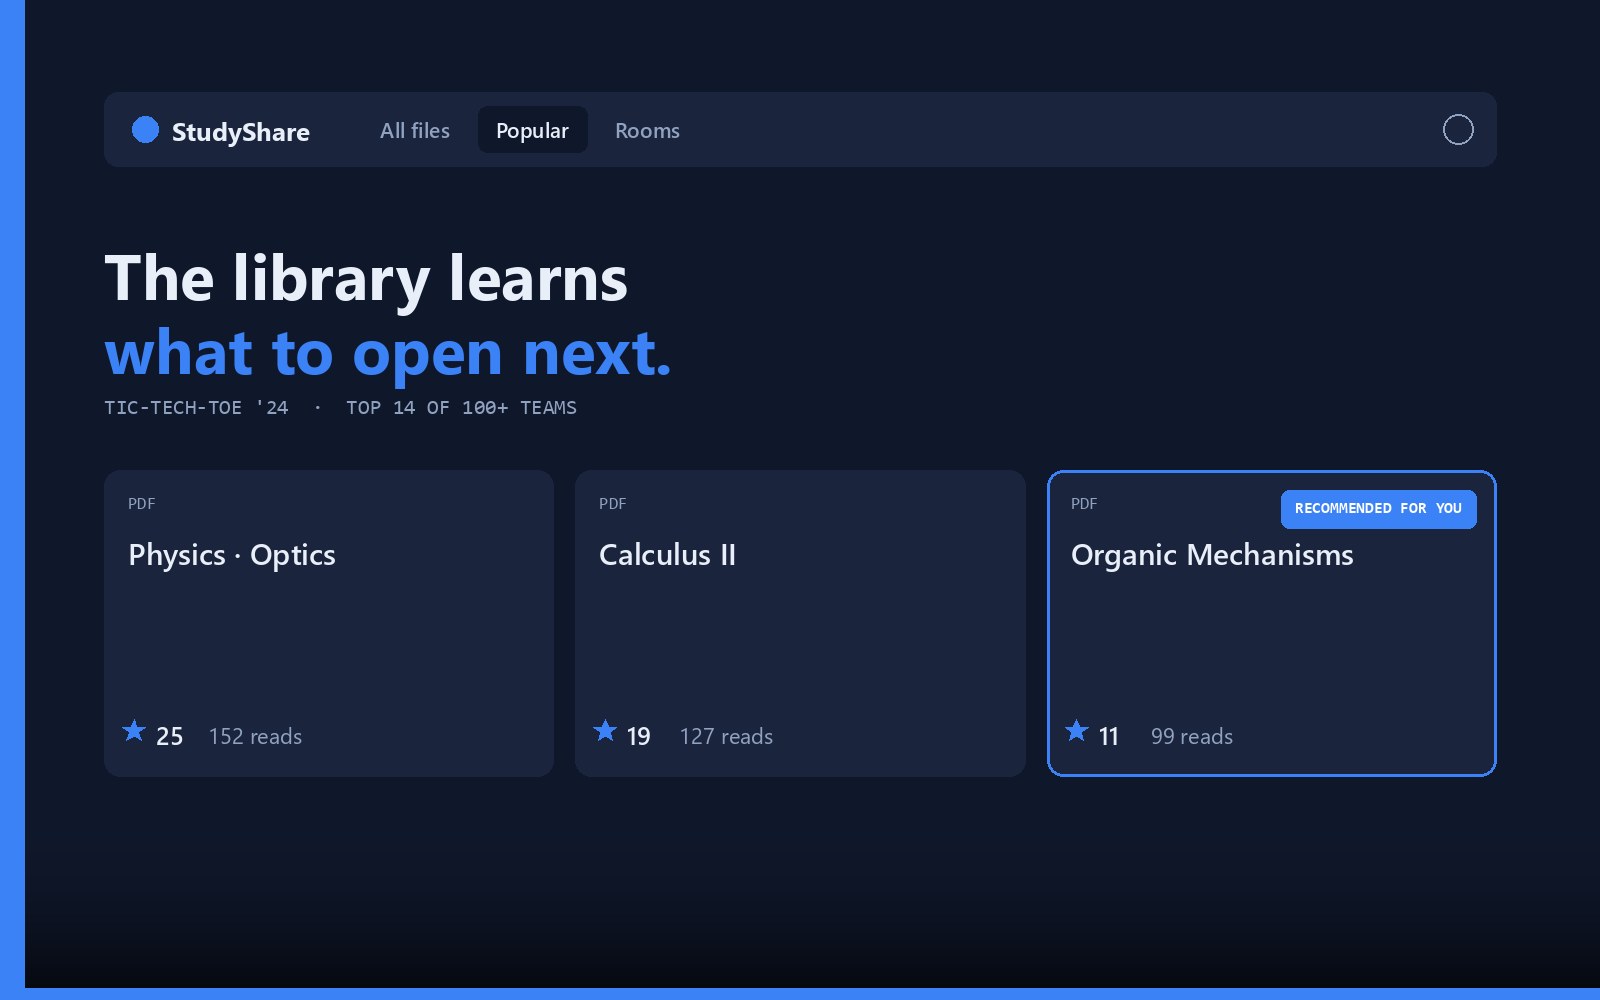 StudyShare All files Popular Rooms
The library learns
what to open next.
TIC-TECH-TOE '24 · TOP 14 OF 100+ TEAMS
PDF
Physics · Optics
25 152 reads
PDF
Calculus II
19 127 reads
PDF RECOMMENDED FOR YOU
Organic Mechanisms
11 99 reads